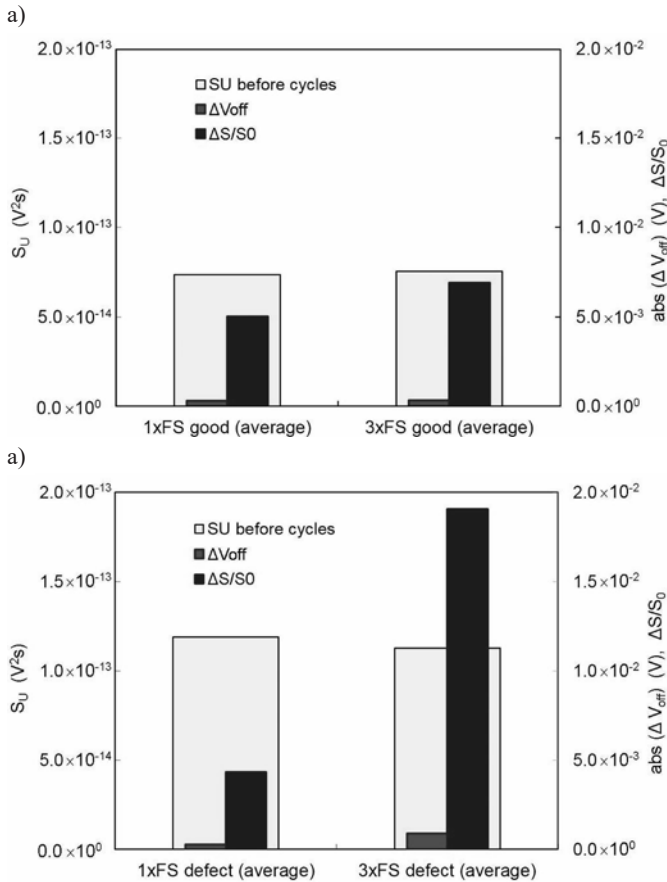 a)
2.0×10⁻¹³
1.5×10⁻¹³
1.0×10⁻¹³
5.0×10⁻¹⁴
0.0×10⁰
S_U (V²s)
SU before cycles
ΔVoff
ΔS/S0
2.0×10⁻²
1.5×10⁻²
1.0×10⁻²
5.0×10⁻³
0.0×10⁰
abs (Δ V_off) (V), ΔS/S₀
1xFS good (average)
3xFS good (average)
a)
2.0×10⁻¹³
1.5×10⁻¹³
1.0×10⁻¹³
5.0×10⁻¹⁴
0.0×10⁰
S_U (V²s)
SU before cycles
ΔVoff
ΔS/S0
2.0×10⁻²
1.5×10⁻²
1.0×10⁻²
5.0×10⁻³
0.0×10⁰
abs (Δ V_off) (V), ΔS/S₀
1xFS defect (average)
3xFS defect (average)